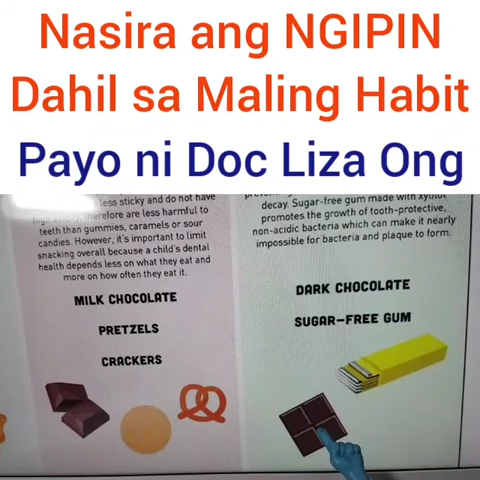 Nasira ang NGIPIN
Dahil sa Maling Habit
Payo ni Doc Liza Ong
less sticky and do not have
therefore are less harmful to
teeth than gummies, caramels or sour
candies. However, it's important to limit
snacking overall because a child's dental
health depends less on what they eat and
more on how often they eat it.
MILK CHOCOLATE
PRETZELS
CRACKERS
decay. Sugar-free gum made with xylitol
promotes the growth of tooth-protective,
non-acidic bacteria which can make it nearly
impossible for bacteria and plaque to form.
DARK CHOCOLATE
SUGAR-FREE GUM